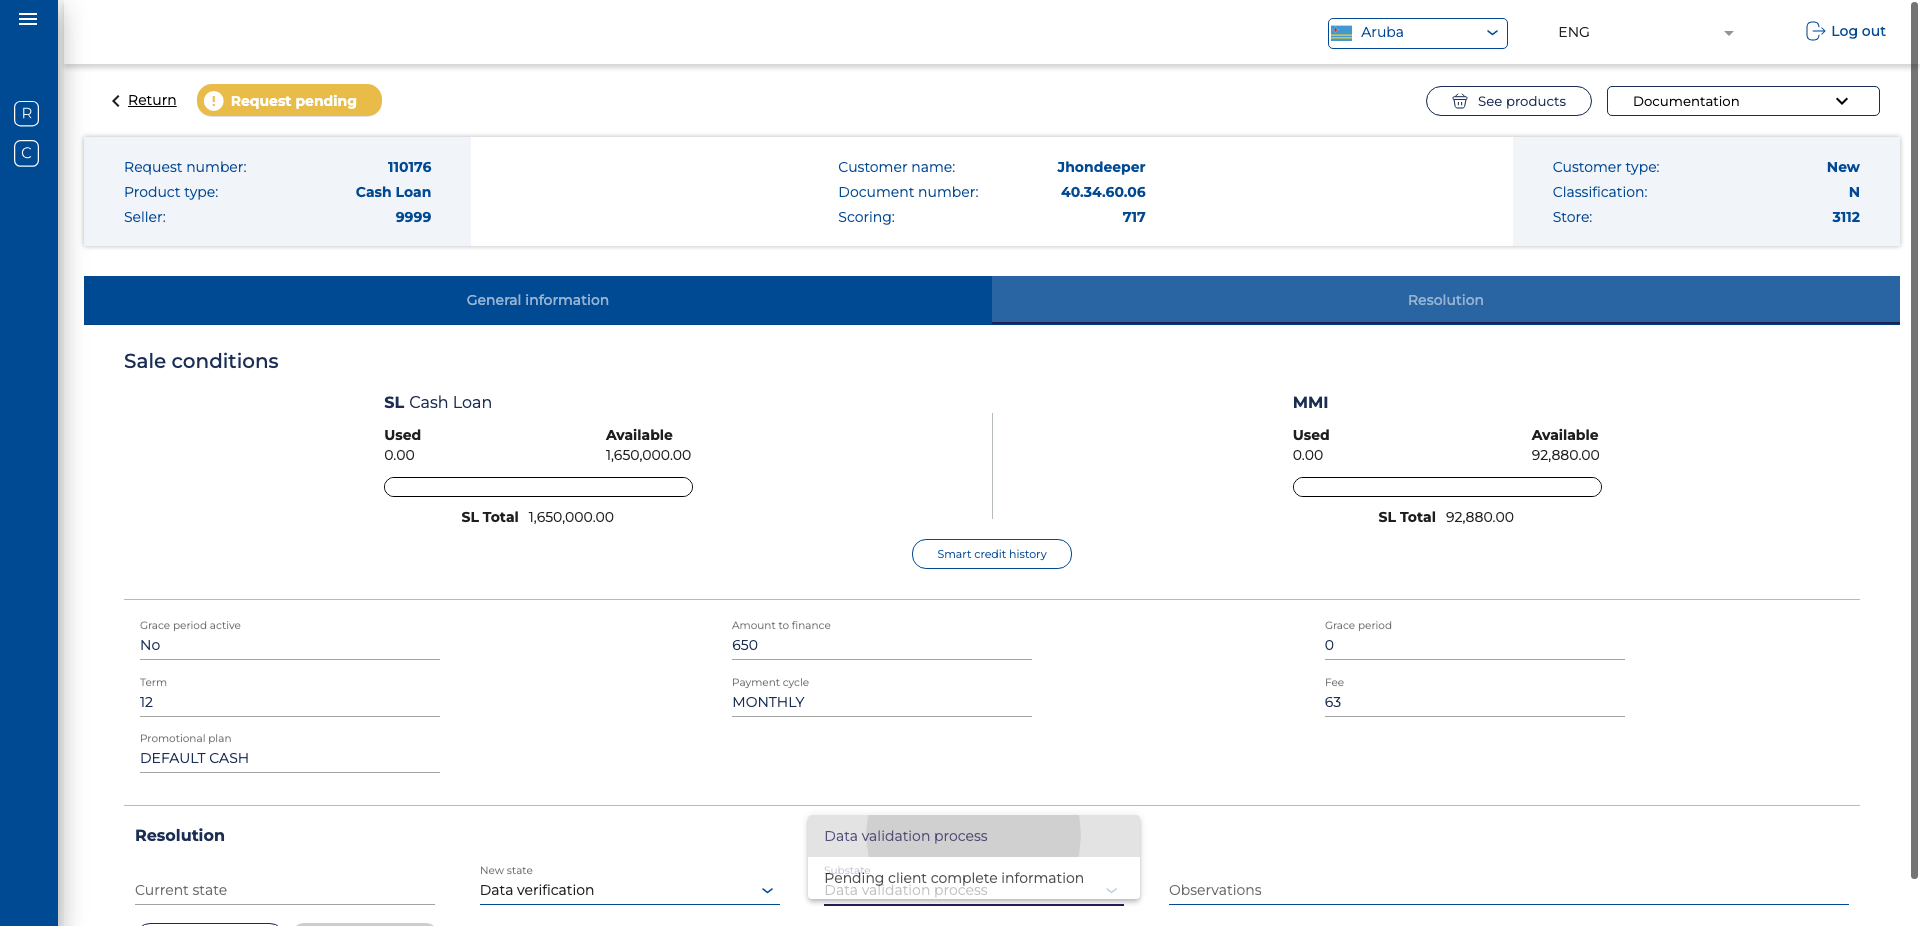 Aruba
ENG
Log out
R
C
Return
Request pending
See products
Documentation
Request number: 110176
Product type: Cash Loan
Seller: 9999
Customer name: Jhondeeper
Document number: 40.34.60.06
Scoring: 717
Customer type: New
Classification: N
Store: 3112
General information
Resolution
Sale conditions
SL Cash Loan
Used Available
0.00 1,650,000.00
SL Total 1,650,000.00
MMI
Used Available
0.00 92,880.00
SL Total 92,880.00
Smart credit history
Grace period active
No
Amount to finance
650
Grace period
0
Term
12
Payment cycle
MONTHLY
Fee
63
Promotional plan
DEFAULT CASH
Resolution
Current state
New state
Data verification
Data validation process
Substate
Pending client complete information
Data validation process
Observations